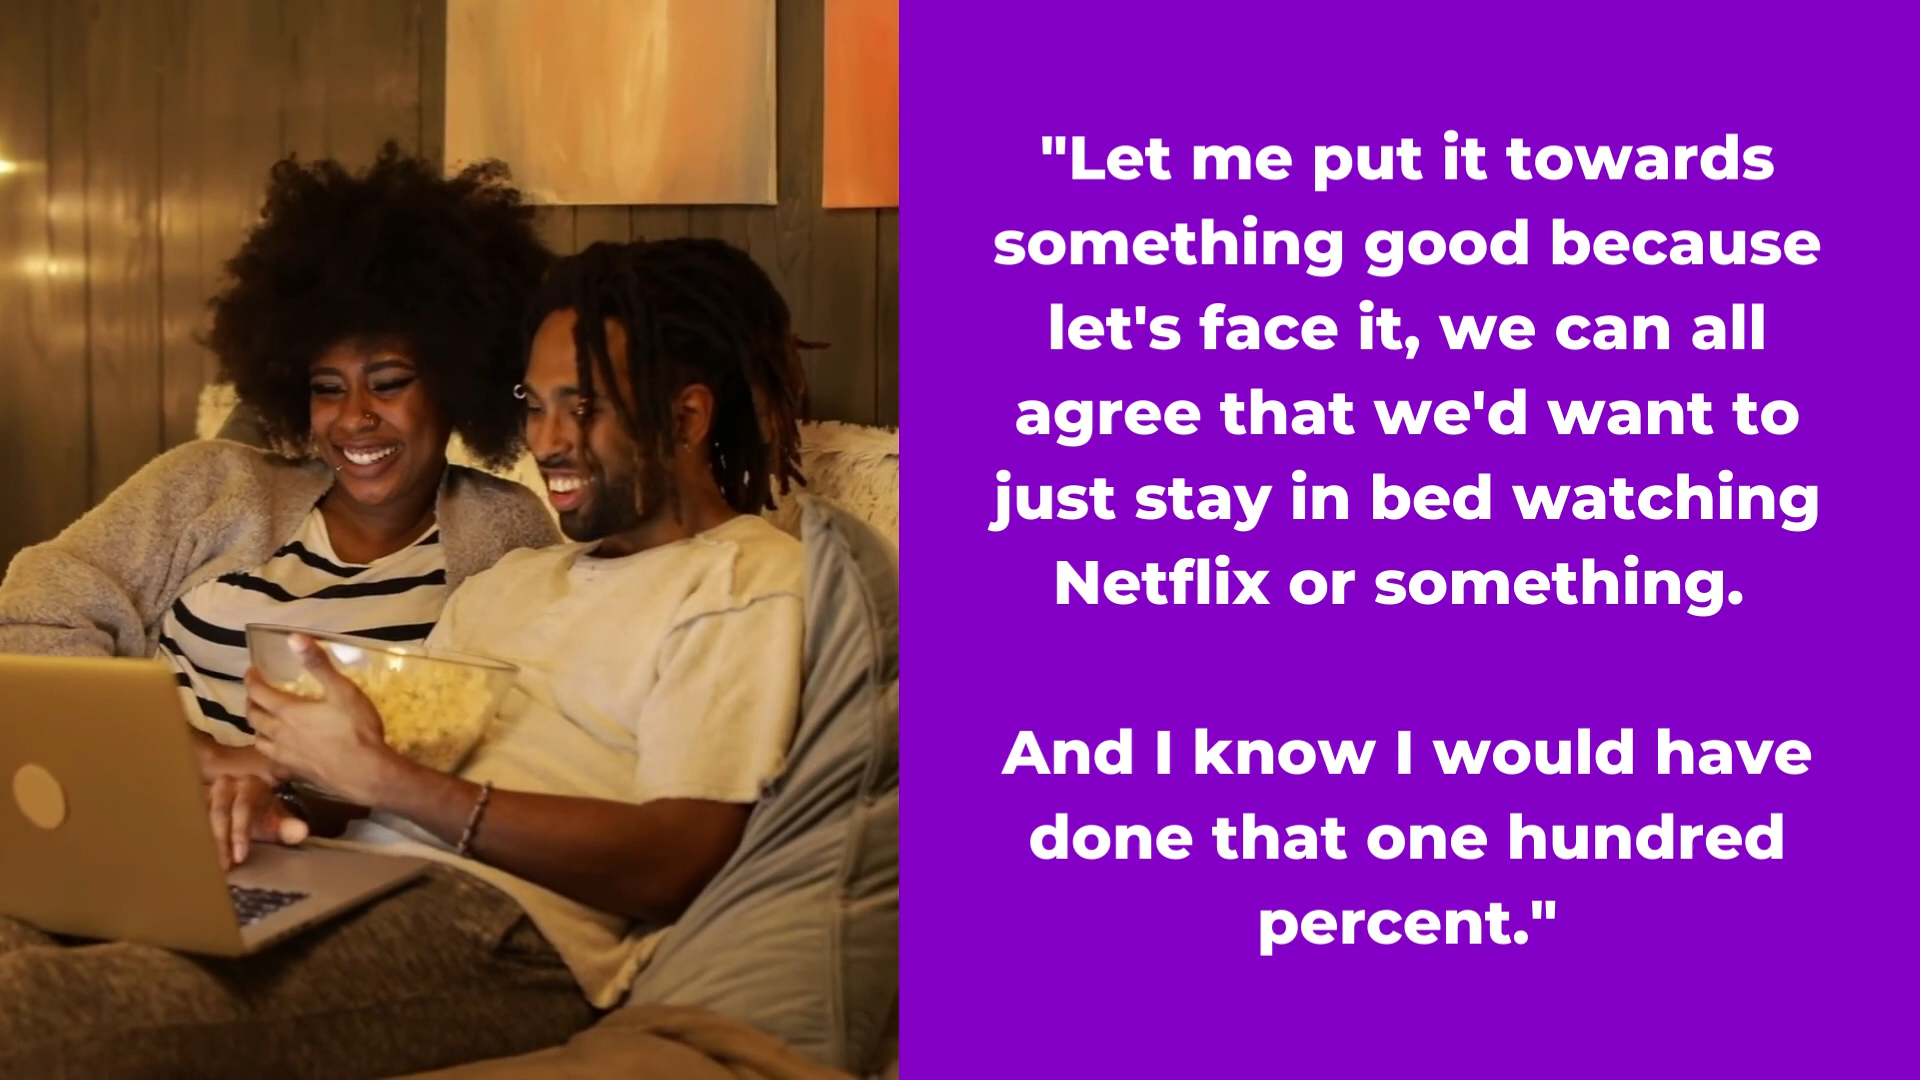 "Let me put it towards
something good because
let's face it, we can all
agree that we'd want to
just stay in bed watching
Netflix or something.
And I know I would have
done that one hundred
percent."